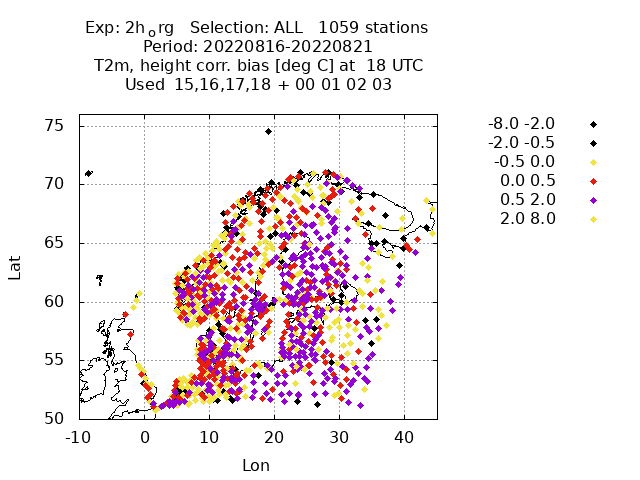 Exp: 2h_org   Selection: ALL   1059 stations
Period: 20220816-20220821
T2m, height corr. bias [deg C] at  18 UTC
Used  15,16,17,18 + 00 01 02 03
-8.0 -2.0
-2.0 -0.5
-0.5 0.0
0.0 0.5
0.5 2.0
2.0 8.0
75
70
65
60
55
50
Lat
-10 0 10 20 30 40
Lon